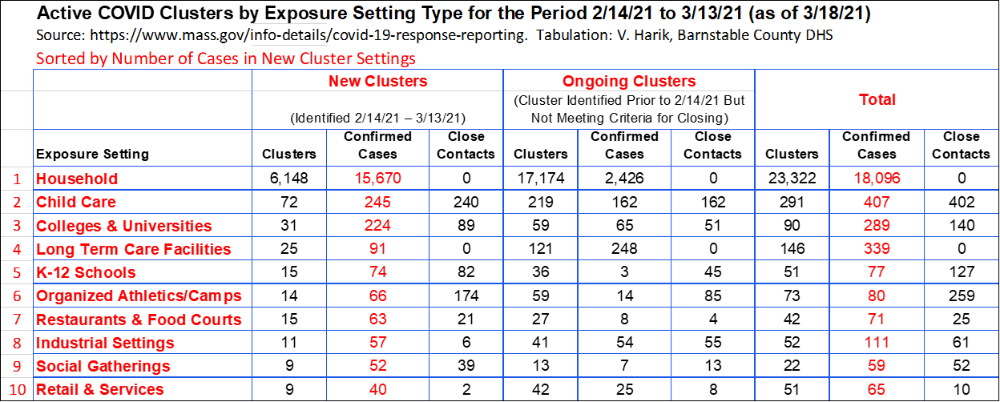 Active COVID Clusters by Exposure Setting Type for the Period 2/14/21 to 3/13/21 (as of 3/18/21)
Source: https://www.mass.gov/info-details/covid-19-response-reporting. Tabulation: V. Harik, Barnstable County DHS
Sorted by Number of Cases in New Cluster Settings
New Clusters Ongoing Clusters Total
(Identified 2/14/21 – 3/13/21) (Cluster Identified Prior to 2/14/21 But Not Meeting Criteria for Closing)
Exposure Setting Clusters Confirmed Cases Close Contacts Clusters Confirmed Cases Close Contacts Clusters Confirmed Cases Close Contacts
1 Household 6,148 15,670 0 17,174 2,426 0 23,322 18,096 0
2 Child Care 72 245 240 219 162 162 291 407 402
3 Colleges & Universities 31 224 89 59 65 51 90 289 140
4 Long Term Care Facilities 25 91 0 121 248 0 146 339 0
5 K-12 Schools 15 74 82 36 3 45 51 77 127
6 Organized Athletics/Camps 14 66 174 59 14 85 73 80 259
7 Restaurants & Food Courts 15 63 21 27 8 4 42 71 25
8 Industrial Settings 11 57 6 41 54 55 52 111 61
9 Social Gatherings 9 52 39 13 7 13 22 59 52
10 Retail & Services 9 40 2 42 25 8 51 65 10